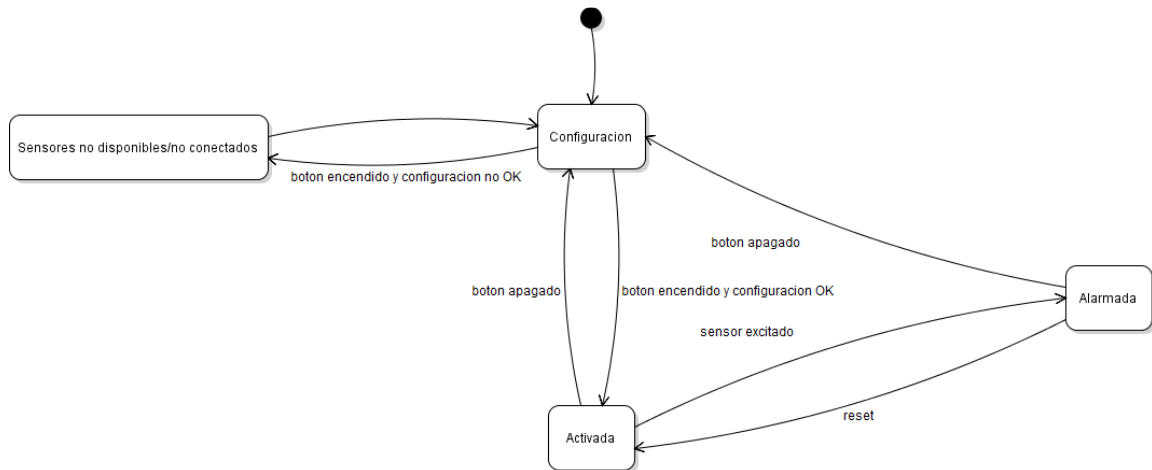 Configuracion
Sensores no disponibles/no conectados
boton encendido y configuracion no OK
boton apagado
boton apagado
boton encendido y configuracion OK
Alarmada
sensor excitado
reset
Activada